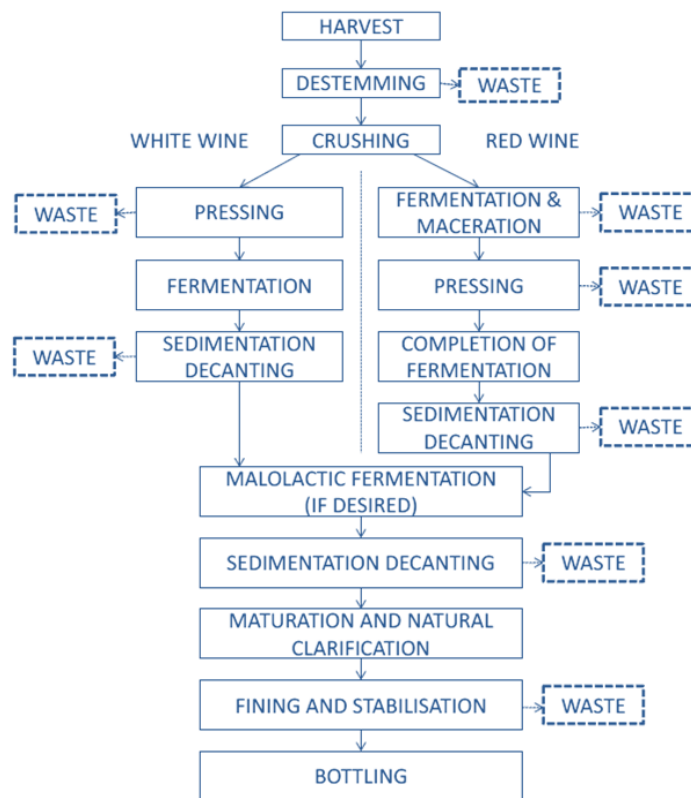 HARVEST
DESTEMMING
WASTE
WHITE WINE
CRUSHING
RED WINE
WASTE
PRESSING
FERMENTATION &
MACERATION
WASTE
FERMENTATION
PRESSING
WASTE
WASTE
SEDIMENTATION
DECANTING
COMPLETION OF
FERMENTATION
SEDIMENTATION
DECANTING
WASTE
MALOLACTIC FERMENTATION
(IF DESIRED)
SEDIMENTATION DECANTING
WASTE
MATURATION AND NATURAL
CLARIFICATION
FINING AND STABILISATION
WASTE
BOTTLING